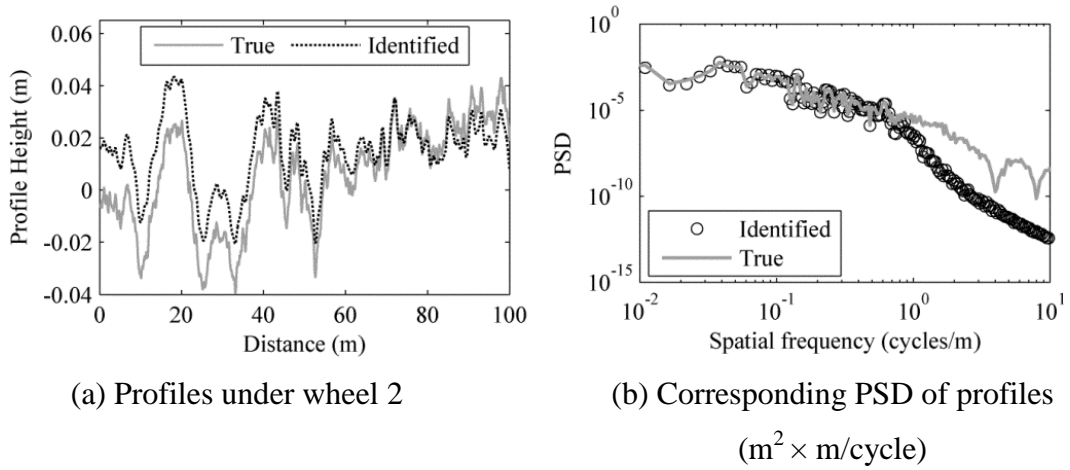 0.06
0.04
0.02
0
-0.02
-0.04
Profile Height (m)
True
Identified
0
20
40
60
80
100
Distance (m)
(a) Profiles under wheel 2
10^0
10^-5
10^-10
10^-15
PSD
Identified
True
10^-2
10^-1
10^0
10^1
Spatial frequency (cycles/m)
(b) Corresponding PSD of profiles
(m² × m/cycle)